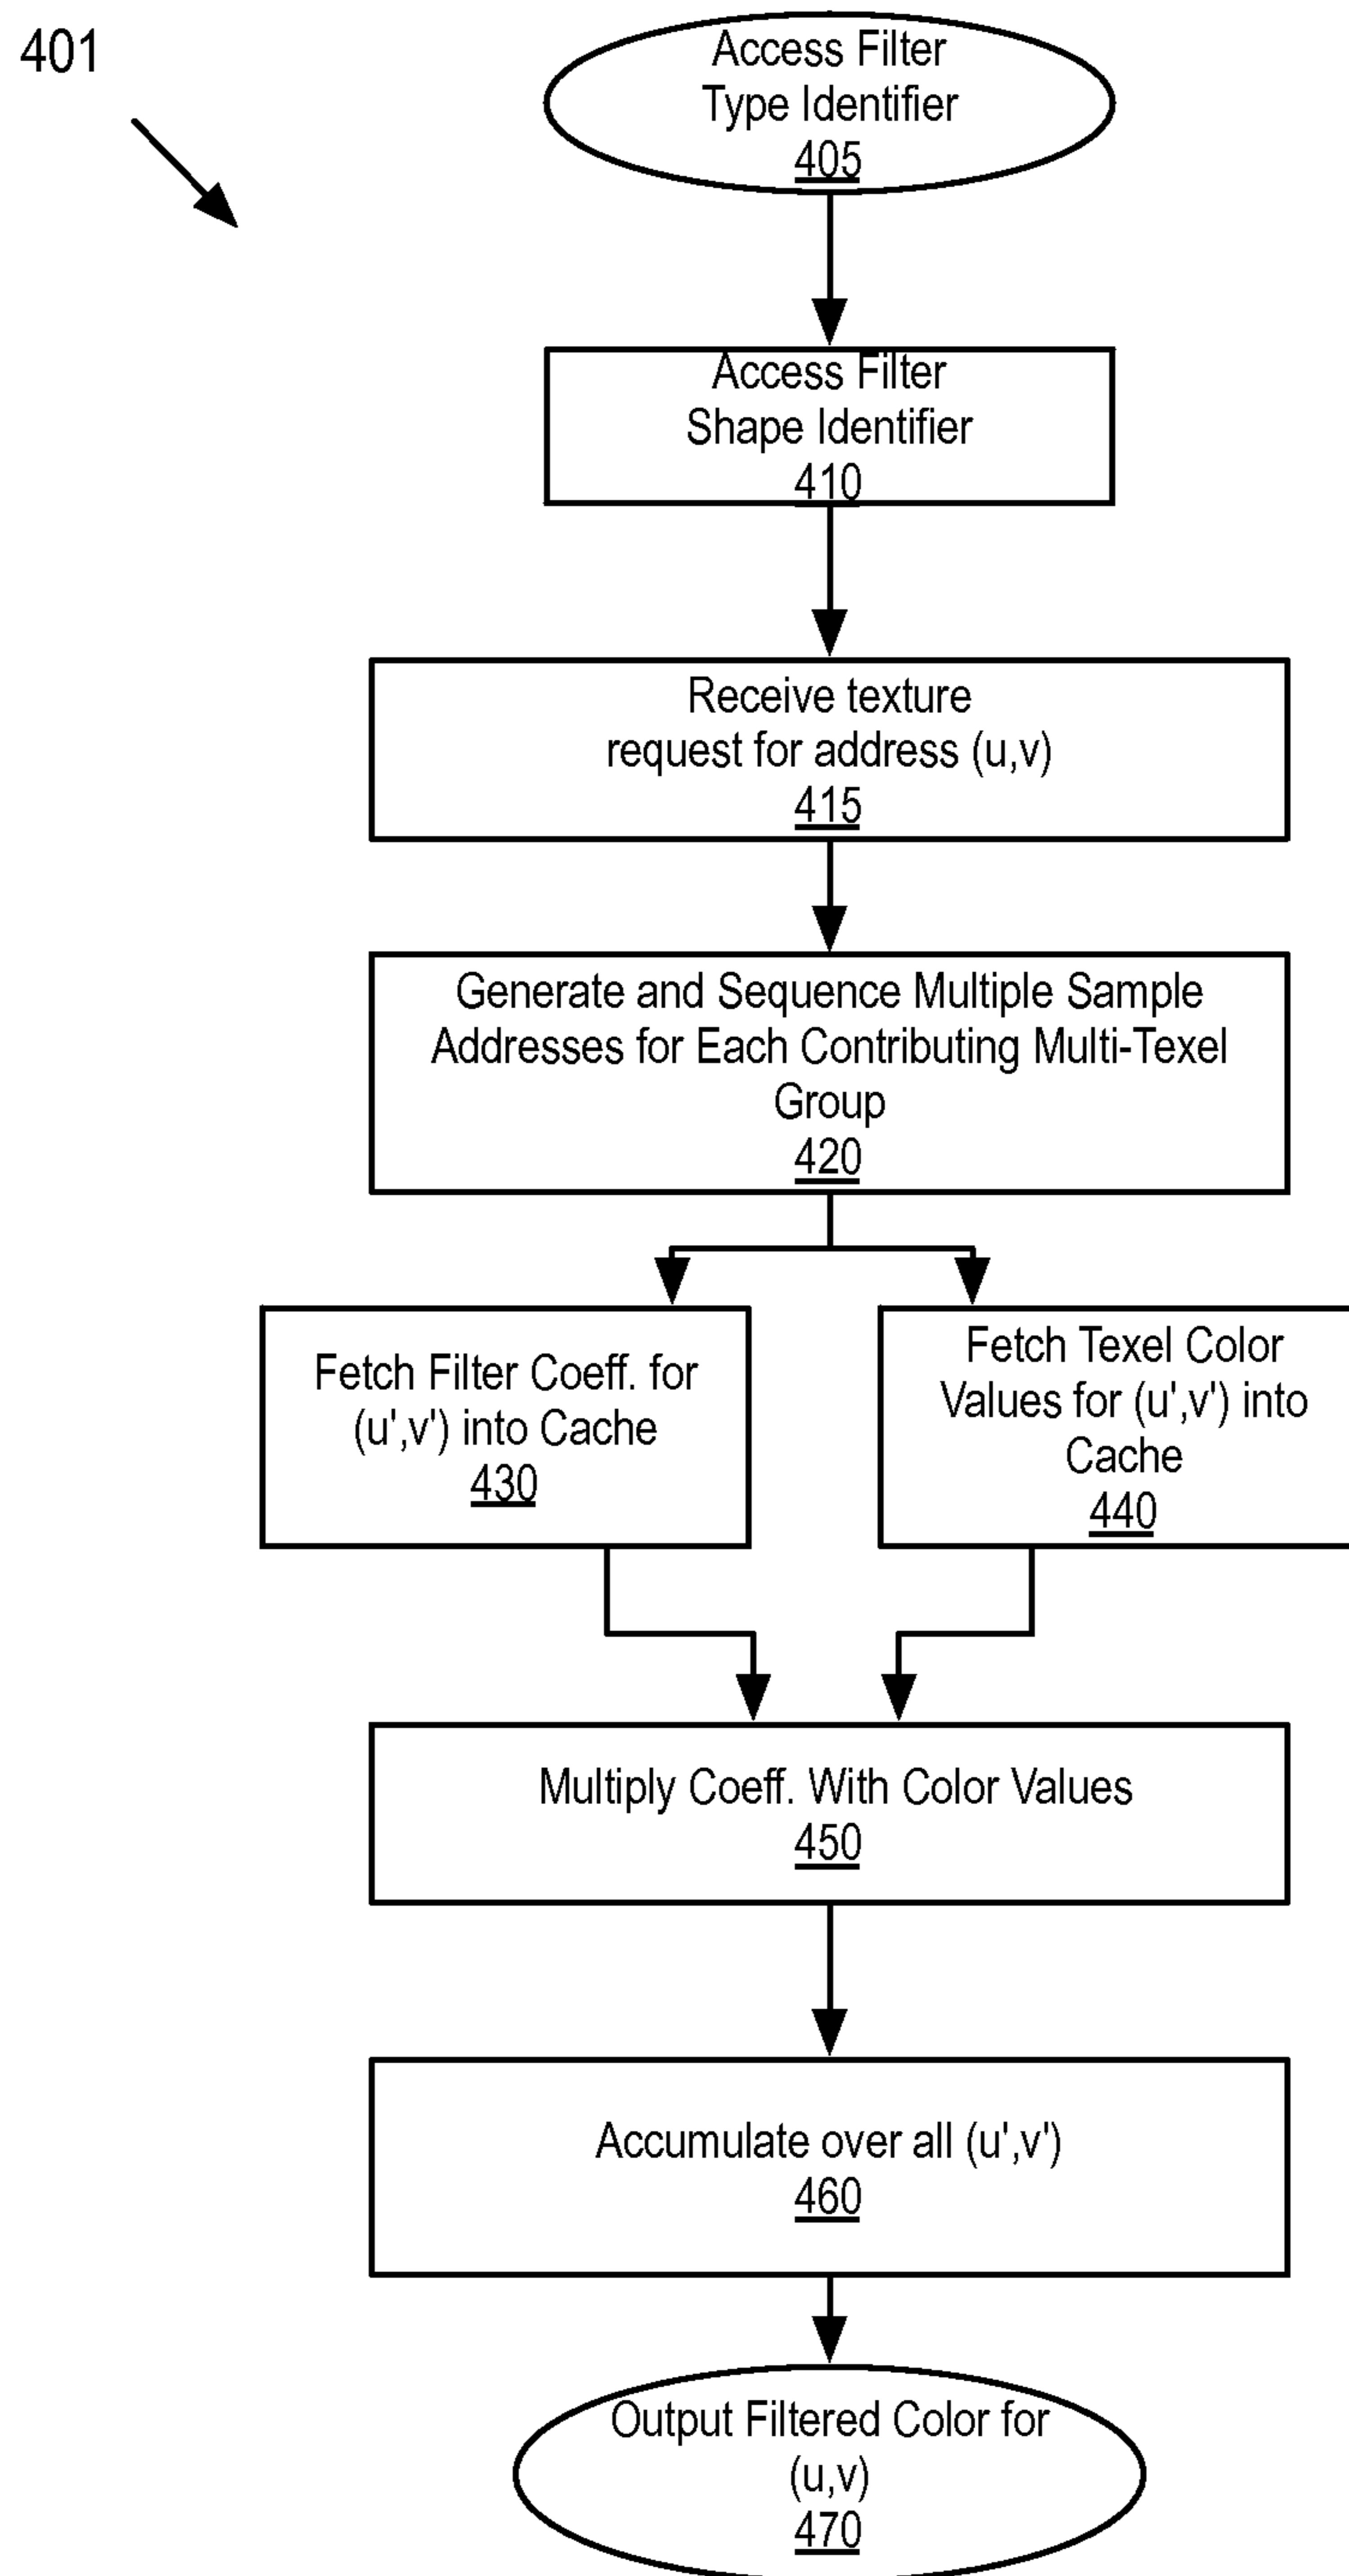 401
Access Filter
Type Identifier
405
Access Filter
Shape Identifier
410
Receive texture
request for address (u,v)
415
Generate and Sequence Multiple Sample
Addresses for Each Contributing Multi-Texel
Group
420
Fetch Filter Coeff. for
(u',v') into Cache
430
Fetch Texel Color
Values for (u',v') into
Cache
440
Multiply Coeff. With Color Values
450
Accumulate over all (u',v')
460
Output Filtered Color for
(u,v)
470